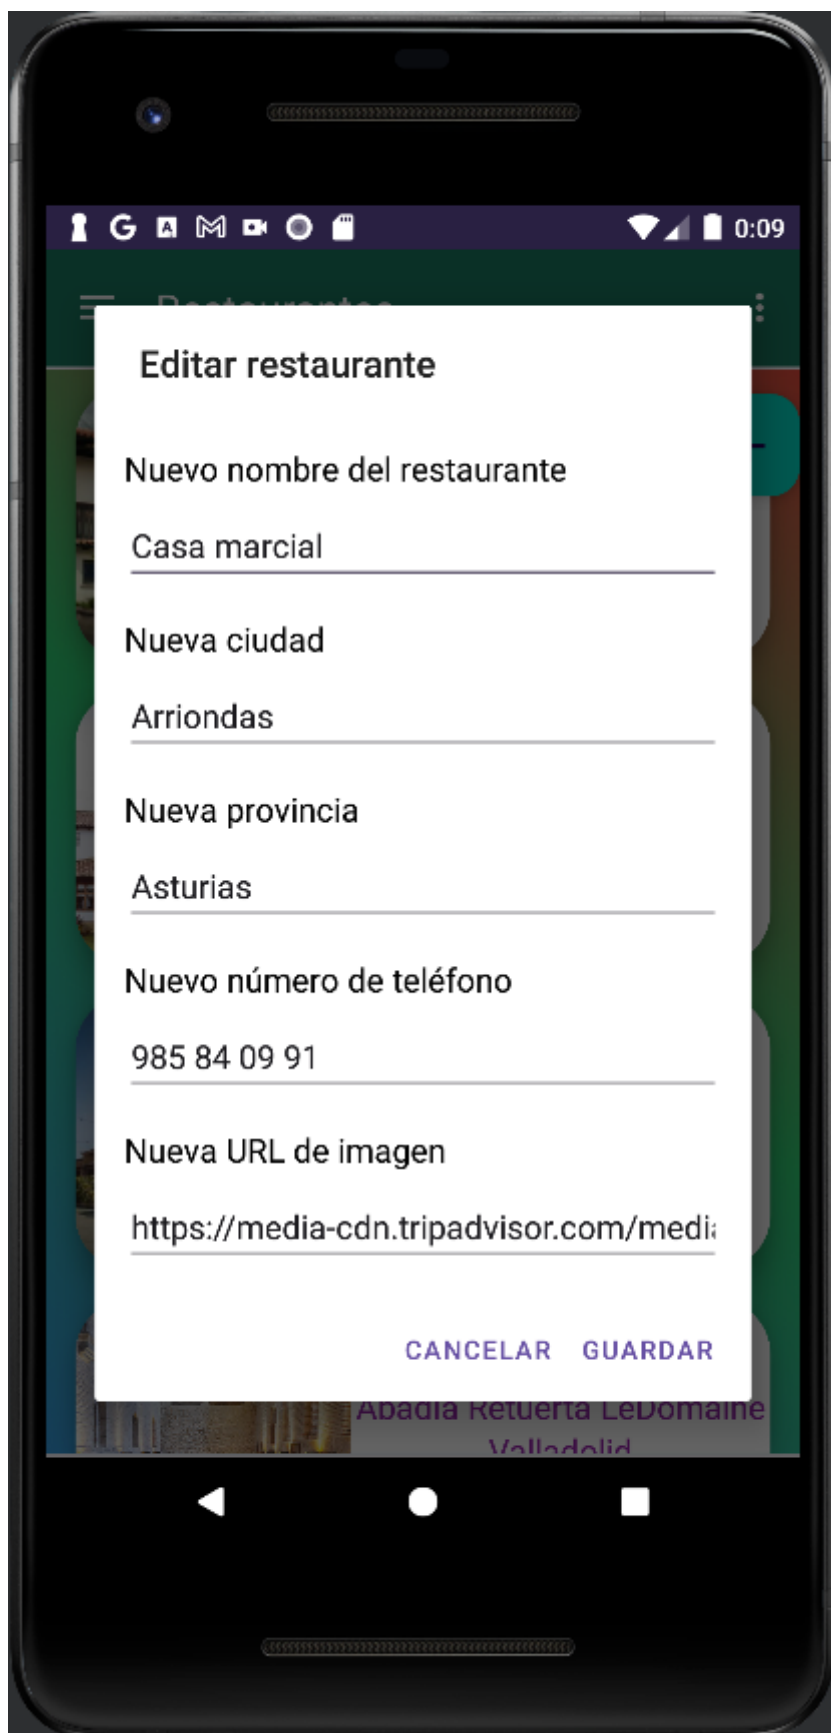 0:09
Restaurantes
Editar restaurante
Nuevo nombre del restaurante
Casa marcial
Nueva ciudad
Arriondas
Nueva provincia
Asturias
Nuevo número de teléfono
985 84 09 91
Nueva URL de imagen
https://media-cdn.tripadvisor.com/media
CANCELAR GUARDAR
Abadia Retuerta LeDomaine
Valladolid